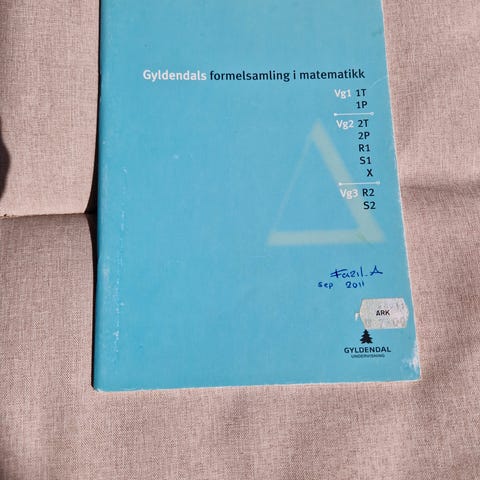 Gyldendals formelsamling i matematikk
Vg1 1T
1P
Vg2 2T
2P
R1
S1
X
Vg3 R2
S2
Fazil.A
sep 2011
ARK
GYLDENDAL
UNDERVISNING